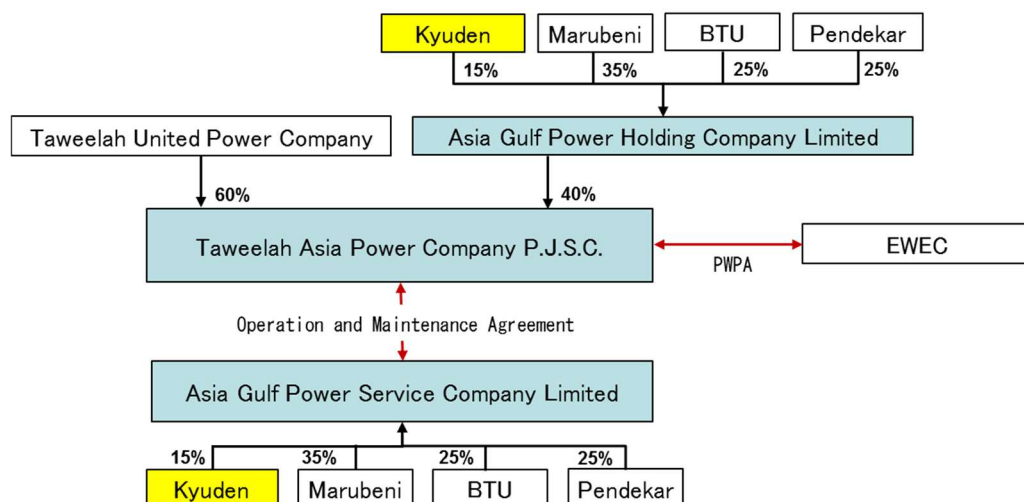 Kyuden Marubeni BTU Pendekar
15% 35% 25% 25%
Taweelah United Power Company Asia Gulf Power Holding Company Limited
60% 40%
Taweelah Asia Power Company P.J.S.C. EWEC
PWPA
Operation and Maintenance Agreement
Asia Gulf Power Service Company Limited
15% 35% 25% 25%
Kyuden Marubeni BTU Pendekar